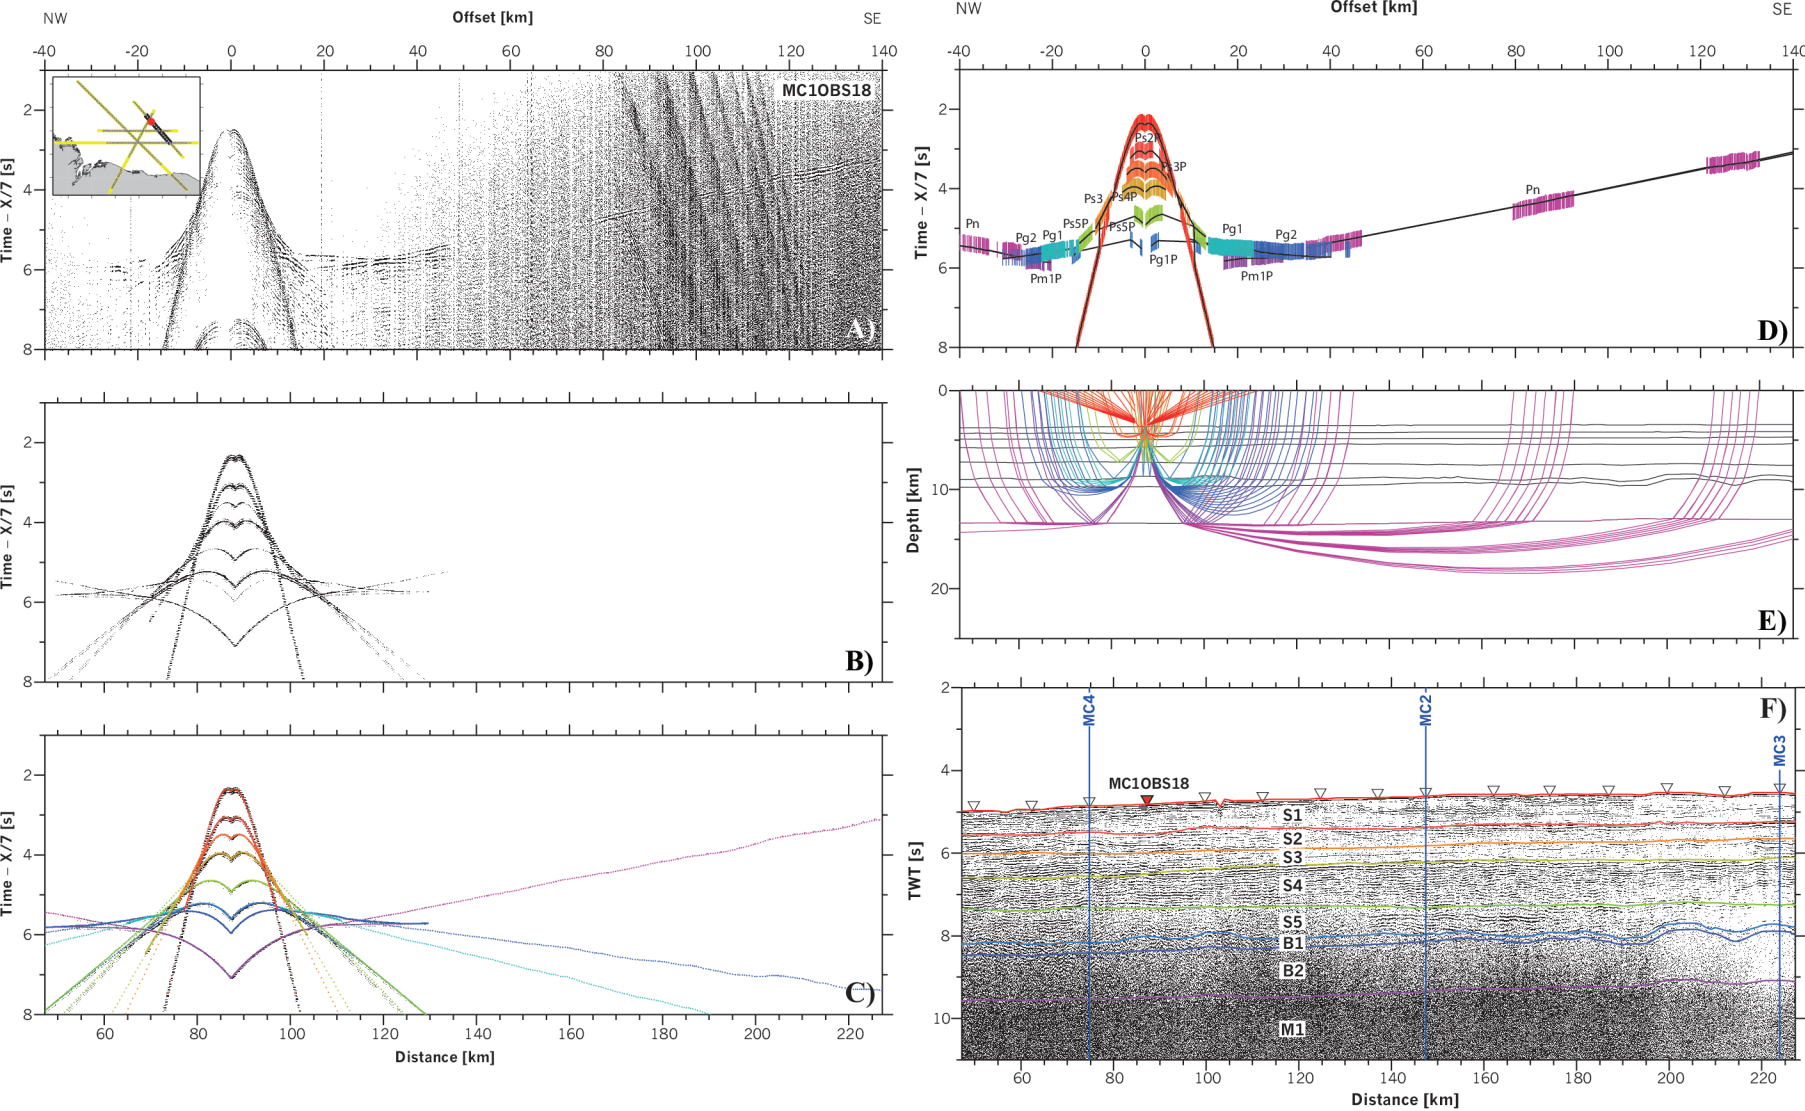 NW Offset [km] SE
-40 -20 0 20 40 60 80 100 120 140
MC1OBS18
Time – X/7 [s]
2
4
6
8
A)
Time – X/7 [s]
2
4
6
8
B)
Time – X/7 [s]
2
4
6
8
C)
60 80 100 120 140 160 180 200 220
Distance [km]
NW Offset [km] SE
-40 -20 0 20 40 60 80 100 120 140
Time – X/7 [s]
2
4
6
8
Ps2P
Ps3P
Ps3 Ps4P
Pn Pg2 Pg1 Ps5P Ps5P Pg1 Pg2 Pn
Pm1P Pg1P Pm1P
D)
Depth [km]
0
10
20
E)
TWT [s]
2
4
6
8
10
MC4 MC2 MC3
MC1OBS18
S1
S2
S3
S4
S5
B1
B2
M1
F)
60 80 100 120 140 160 180 200 220
Distance [km]